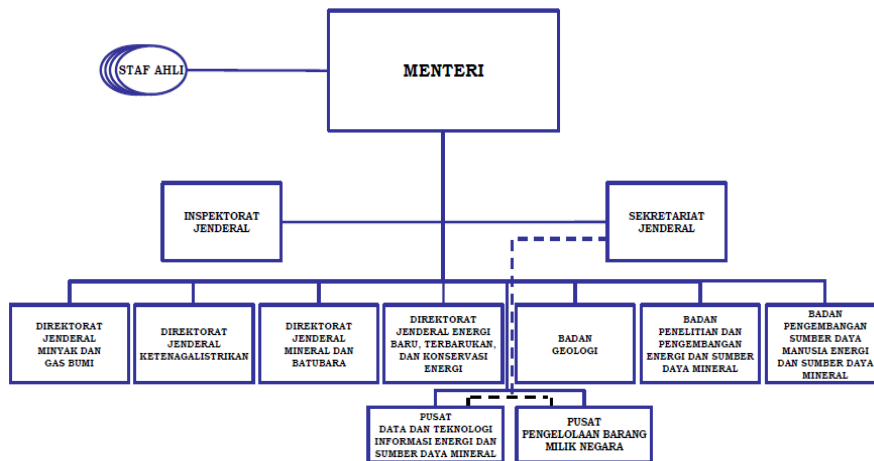 STAF AHLI
MENTERI
INSPEKTORAT
JENDERAL
SEKRETARIAT
JENDERAL
DIREKTORAT
JENDERAL
MINYAK DAN
GAS BUMI
DIREKTORAT
JENDERAL
KETENAGALISTRIKAN
DIREKTORAT
JENDERAL
MINERAL DAN
BATUBARA
DIREKTORAT
JENDERAL ENERGI
BARU, TERBARUKAN,
DAN KONSERVASI
ENERGI
BADAN
GEOLOGI
BADAN
PENELITIAN DAN
PENGEMBANGAN
ENERGI DAN SUMBER
DAYA MINERAL
BADAN
PENGEMBANGAN
SUMBER DAYA
MANUSIA ENERGI
DAN SUMBER DAYA
MINERAL
PUSAT
DATA DAN TEKNOLOGI
INFORMASI ENERGI DAN
SUMBER DAYA MINERAL
PUSAT
PENGELOLAAN BARANG
MILIK NEGARA